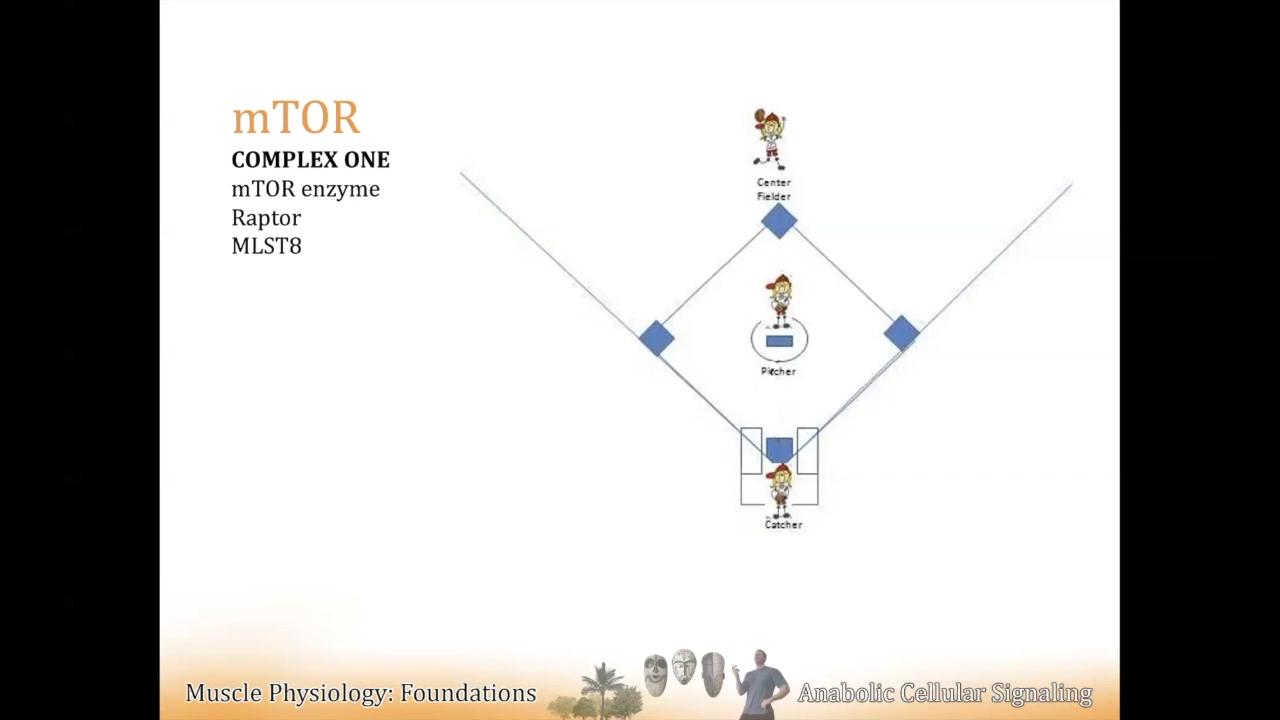 mTOR
COMPLEX ONE
mTOR enzyme
Raptor
MLST8
Center
Fielder
Pitcher
Catcher
Muscle Physiology: Foundations
Anabolic Cellular Signaling